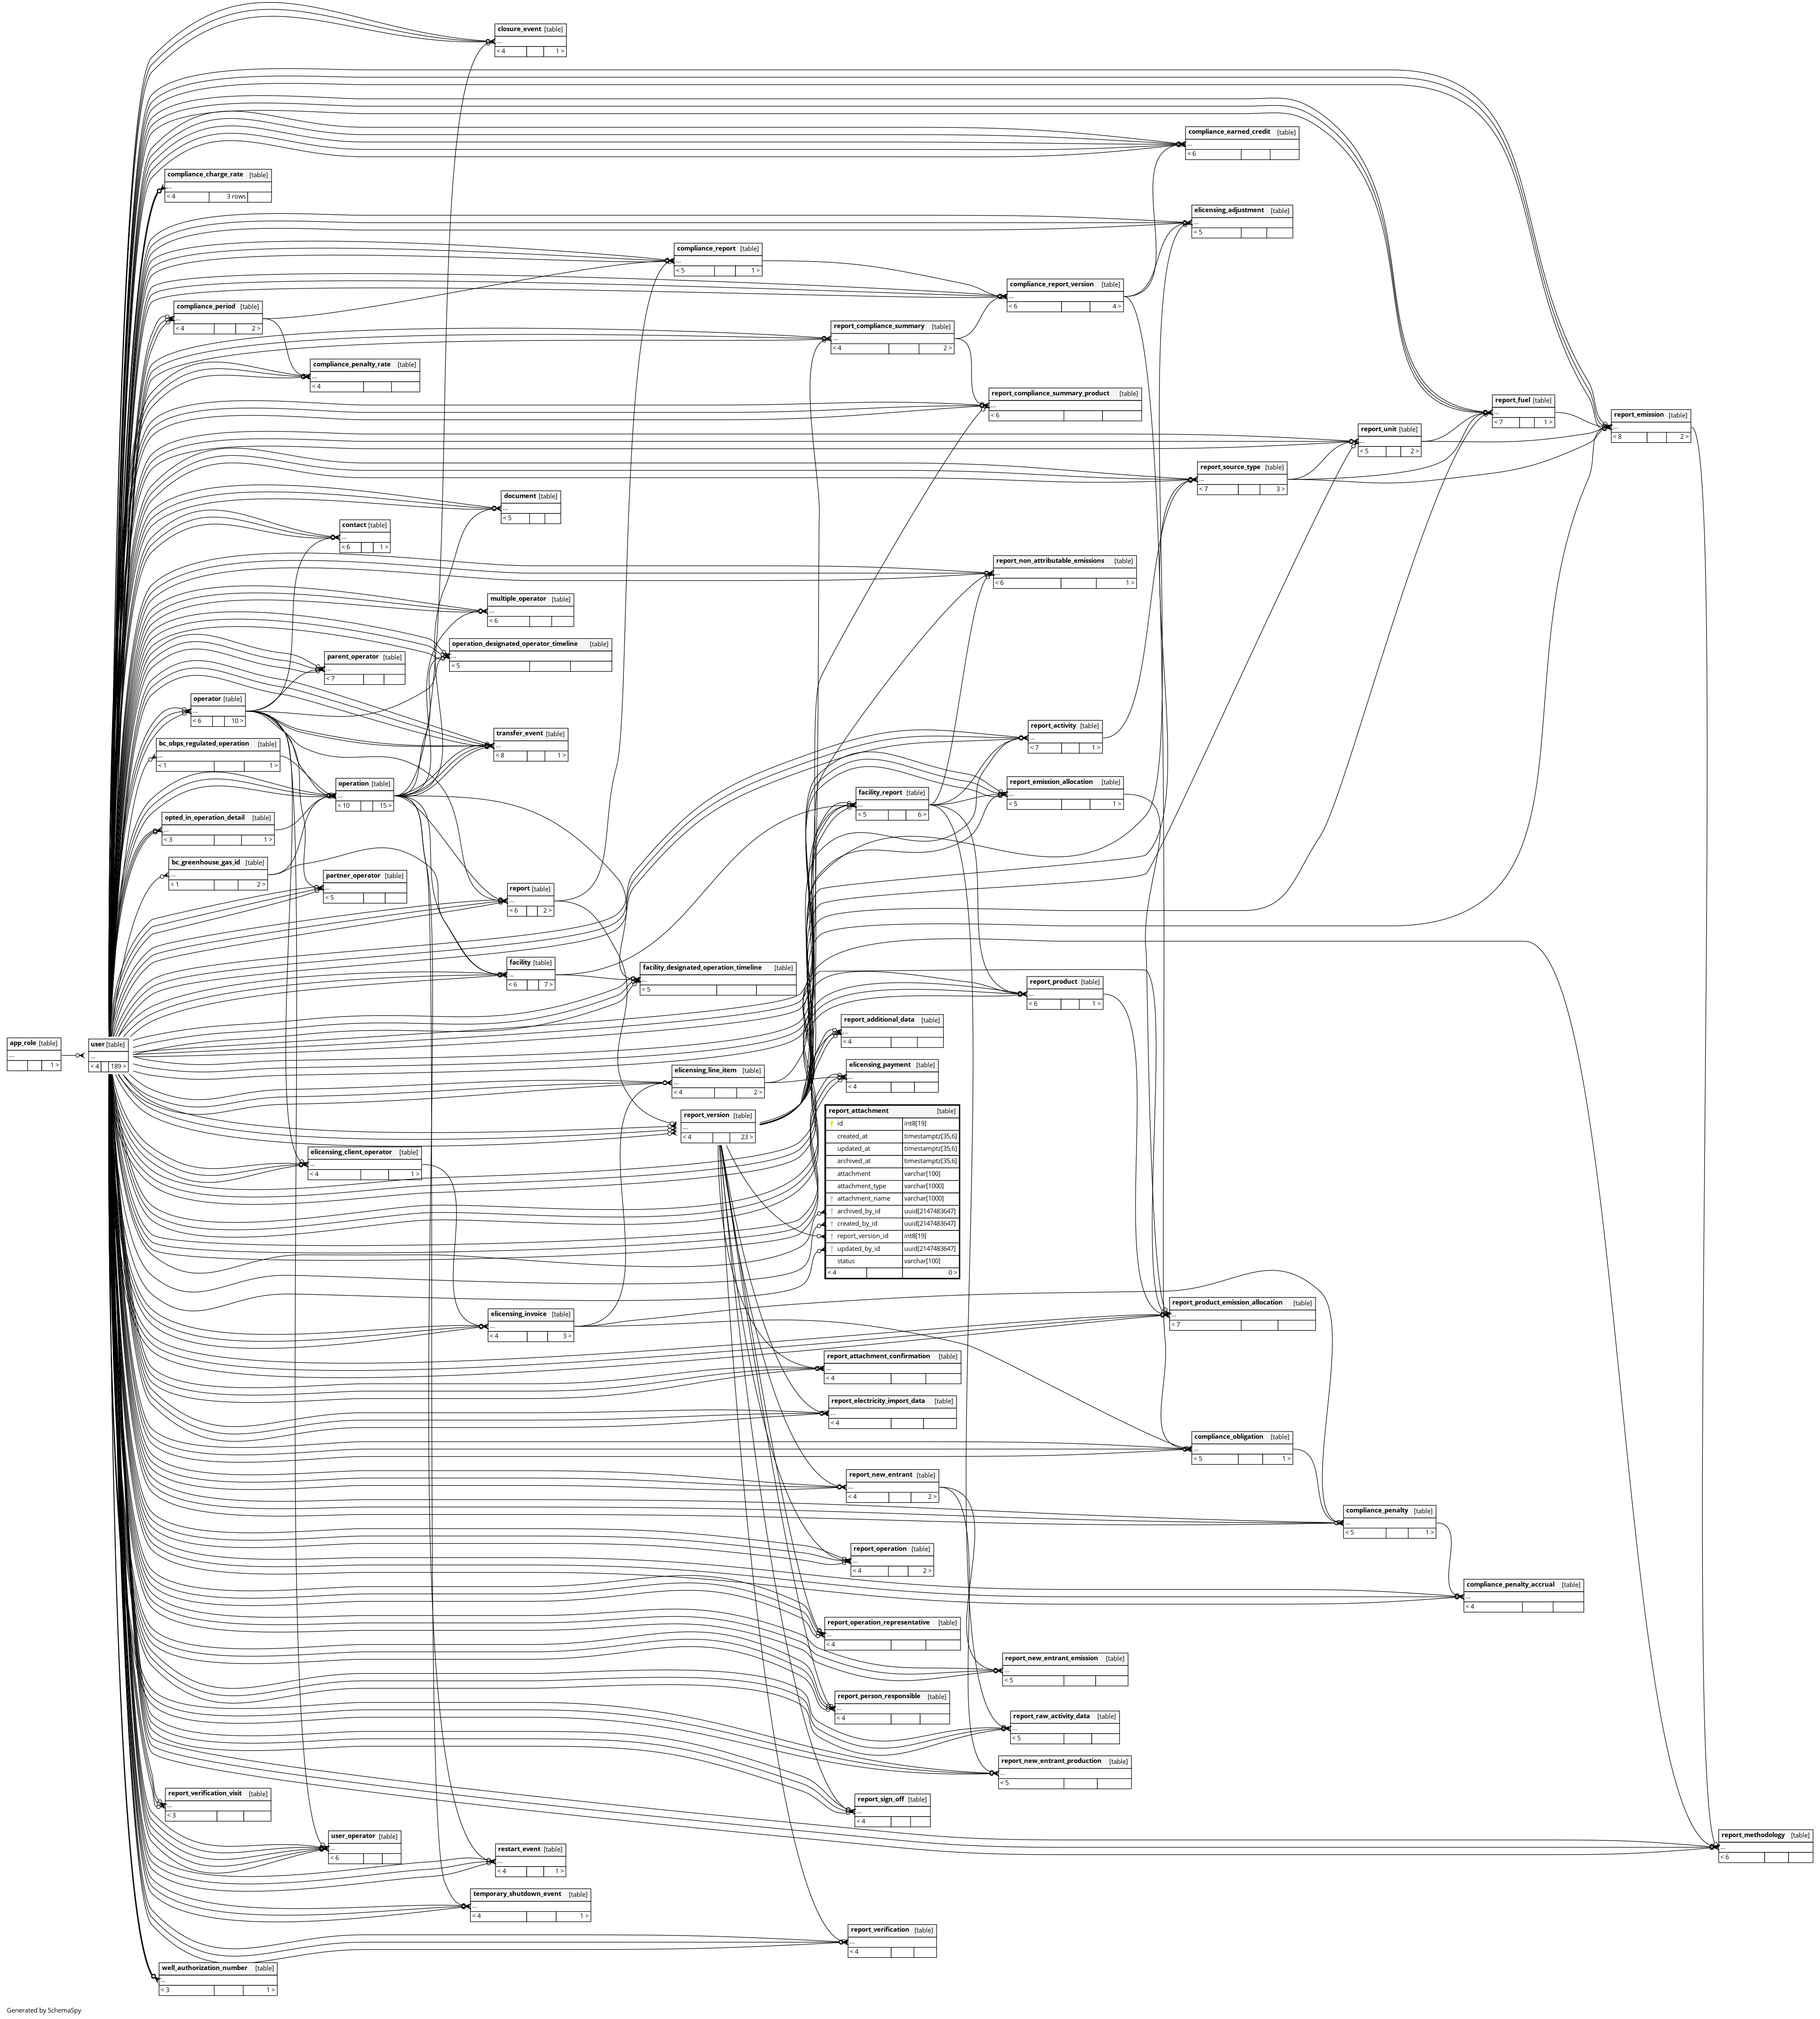 closure_event [table]
...
< 4 1 >
compliance_earned_credit [table]
...
< 6
compliance_charge_rate [table]
...
< 4 3 rows
elicensing_adjustment [table]
...
< 5
compliance_report [table]
...
< 5 1 >
compliance_report_version [table]
...
< 6 4 >
compliance_period [table]
...
< 4 2 >
report_compliance_summary [table]
...
< 4 2 >
compliance_penalty_rate [table]
...
< 4
report_compliance_summary_product [table]
...
< 6
report_fuel [table]
...
< 7 1 >
report_emission [table]
...
< 8 2 >
report_unit [table]
...
< 5 2 >
report_source_type [table]
...
< 7 3 >
document [table]
...
< 5
contact [table]
...
< 6 1 >
report_non_attributable_emissions [table]
...
< 6 1 >
multiple_operator [table]
...
< 6
operation_designated_operator_timeline [table]
...
< 5
parent_operator [table]
...
< 7
operator [table]
...
< 6 10 >
report_activity [table]
...
< 7 1 >
transfer_event [table]
...
< 8 1 >
bc_obps_regulated_operation [table]
...
< 1 1 >
operation [table]
...
< 10 15 >
report_emission_allocation [table]
...
< 5 1 >
facility_report [table]
...
< 5 6 >
opted_in_operation_detail [table]
...
< 3 1 >
bc_greenhouse_gas_id [table]
...
< 1 2 >
partner_operator [table]
...
< 5
report [table]
...
< 6 2 >
facility [table]
...
< 6 7 >
facility_designated_operation_timeline [table]
...
< 5
report_product [table]
...
< 6 1 >
report_additional_data [table]
...
< 4
app_role [table]
...
1 >
user [table]
...
< 4 189 >
elicensing_line_item [table]
...
< 4 2 >
elicensing_payment [table]
...
< 4
report_version [table]
...
< 4 23 >
report_attachment [table]
id int8[19]
created_at timestamptz[35,6]
updated_at timestamptz[35,6]
archived_at timestamptz[35,6]
attachment varchar[100]
attachment_type varchar[1000]
attachment_name varchar[1000]
archived_by_id uuid[2147483647]
created_by_id uuid[2147483647]
report_version_id int8[19]
updated_by_id uuid[2147483647]
status varchar[100]
< 4 0 >
elicensing_client_operator [table]
...
< 4 1 >
report_product_emission_allocation [table]
...
< 7
elicensing_invoice [table]
...
< 4 3 >
report_attachment_confirmation [table]
...
< 4
report_electricity_import_data [table]
...
< 4
compliance_obligation [table]
...
< 5 1 >
report_new_entrant [table]
...
< 4 2 >
compliance_penalty [table]
...
< 5 1 >
report_operation [table]
...
< 4 2 >
compliance_penalty_accrual [table]
...
< 4
report_operation_representative [table]
...
< 4
report_new_entrant_emission [table]
...
< 5
report_person_responsible [table]
...
< 4
report_raw_activity_data [table]
...
< 5
report_new_entrant_production [table]
...
< 5
report_verification_visit [table]
...
< 3
report_sign_off [table]
...
< 4
user_operator [table]
...
< 6
report_methodology [table]
...
< 6
restart_event [table]
...
< 4 1 >
temporary_shutdown_event [table]
...
< 4 1 >
report_verification [table]
...
< 4
well_authorization_number [table]
...
< 3 1 >
Generated by SchemaSpy